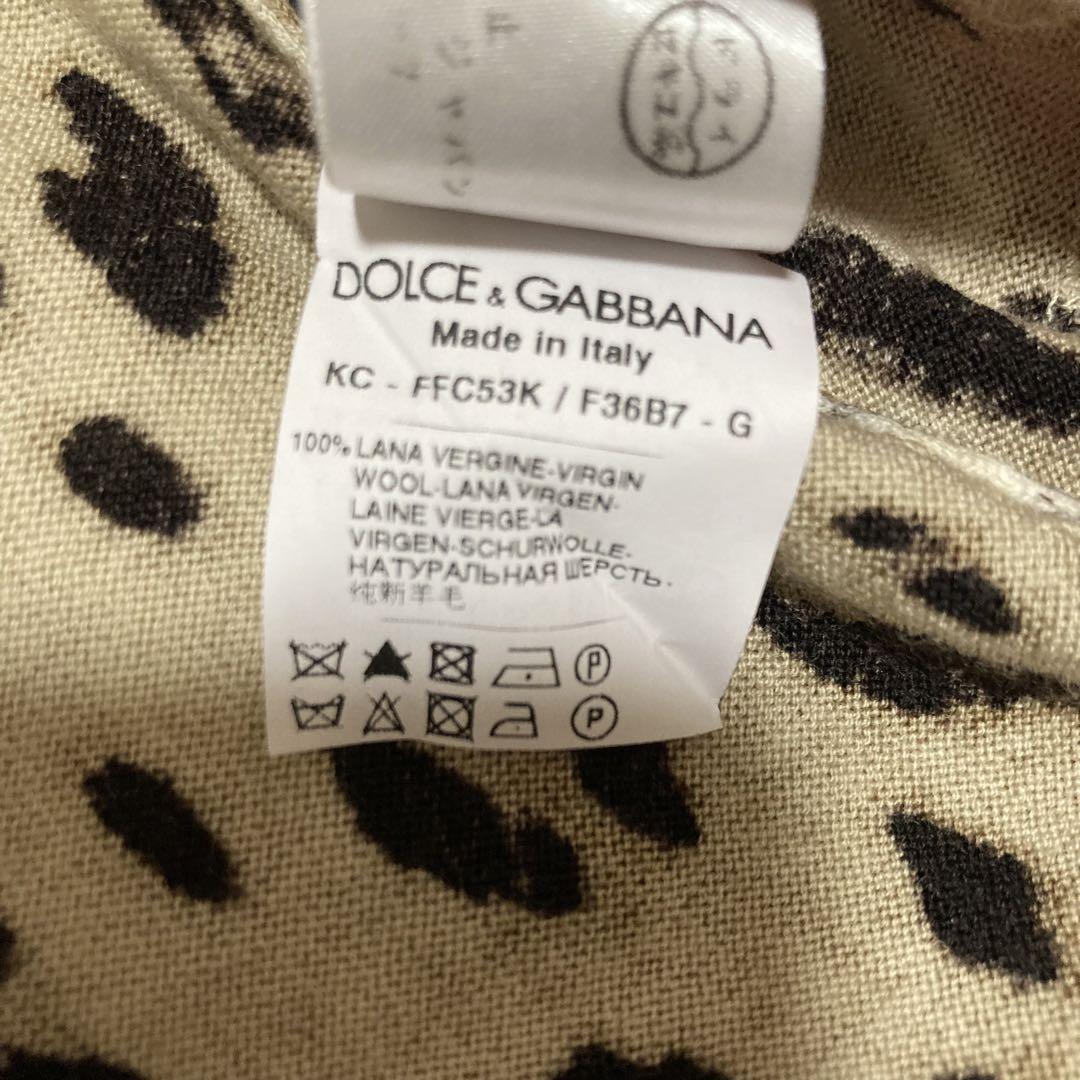 DOLCE & GABBANA
Made in Italy
KC - FFC53K / F36B7 - G
100% LANA VERGINE-VIRGIN
WOOL-LANA VIRGEN-
LAINE VIERGE-LA
VIRGEN-SCHURWOLLE-
НАТУРАЛЬНАЯ ШЕРСТЬ-
纯新羊毛
P
P